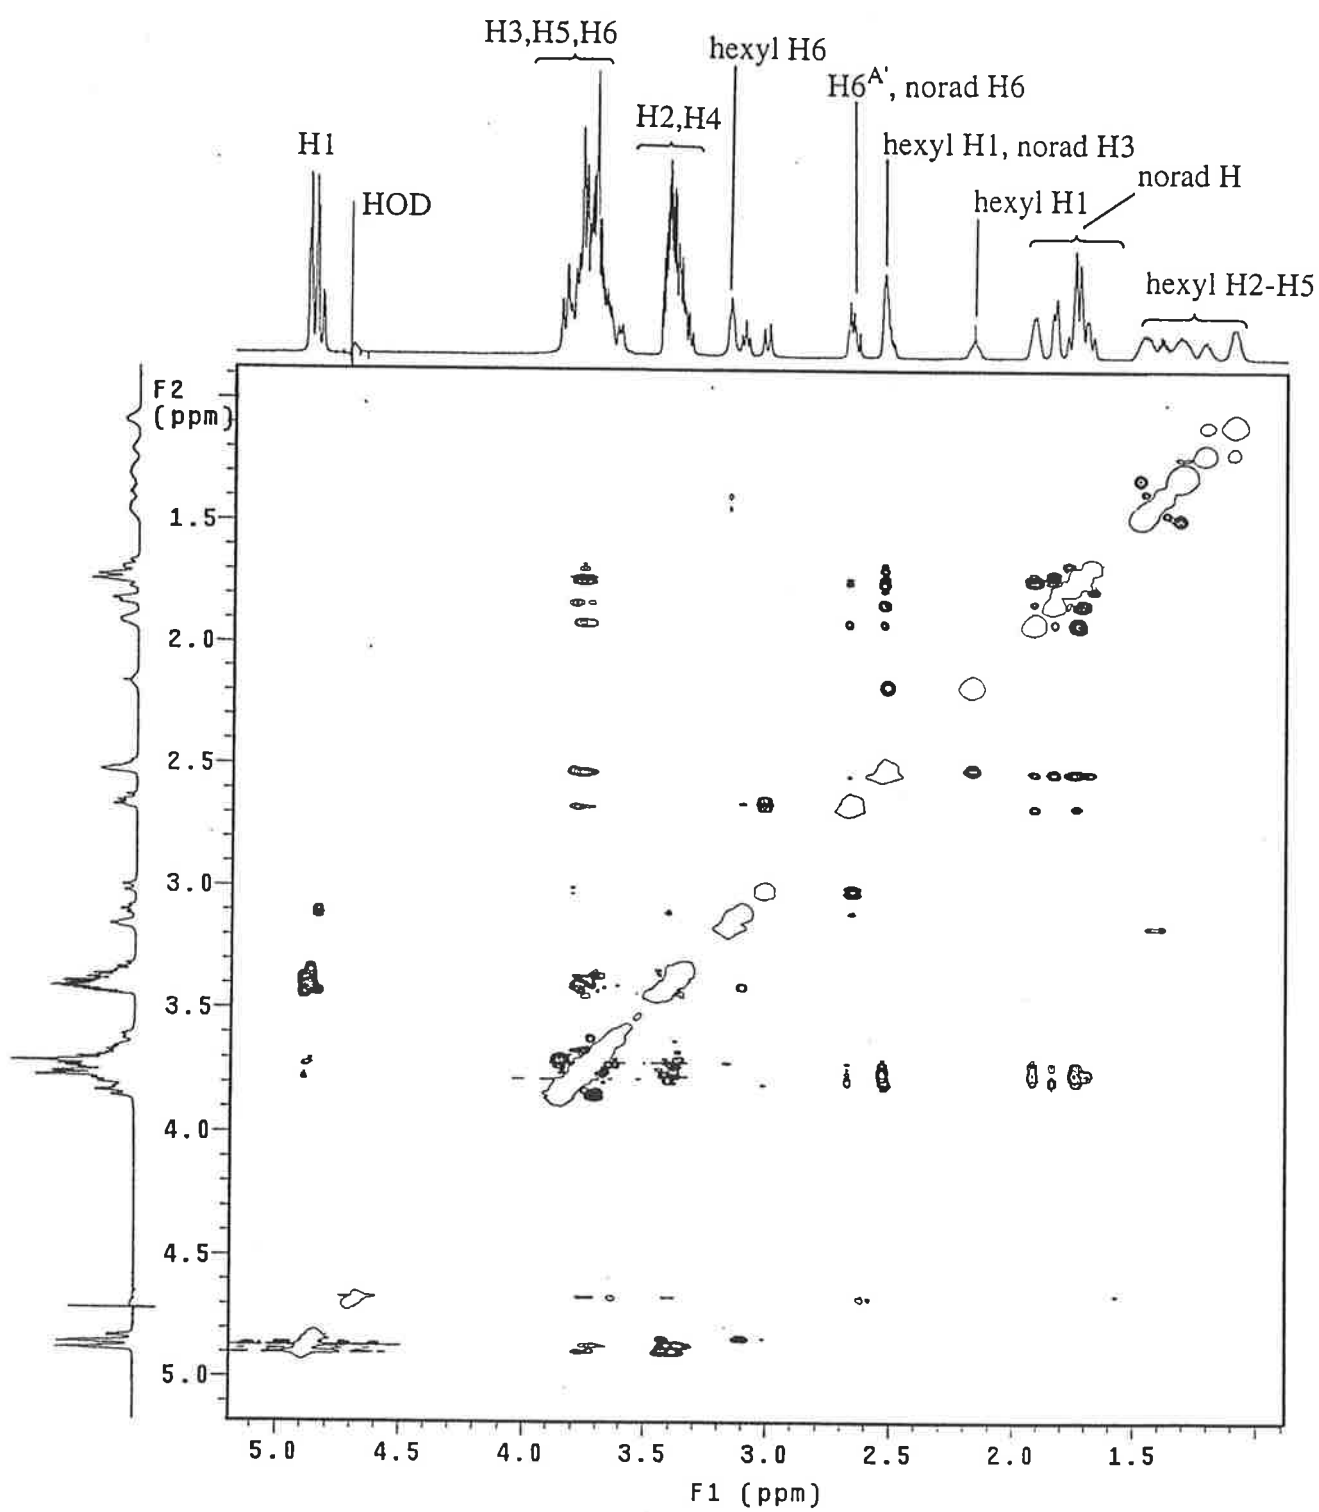 H3,H5,H6
hexyl H6
H6A', norad H6
H2,H4
H1
hexyl H1, norad H3
norad H
HOD
hexyl H1
hexyl H2-H5
F2
(ppm)
1.5
2.0
2.5
3.0
3.5
4.0
4.5
5.0
5.0 4.5 4.0 3.5 3.0 2.5 2.0 1.5
F1 (ppm)